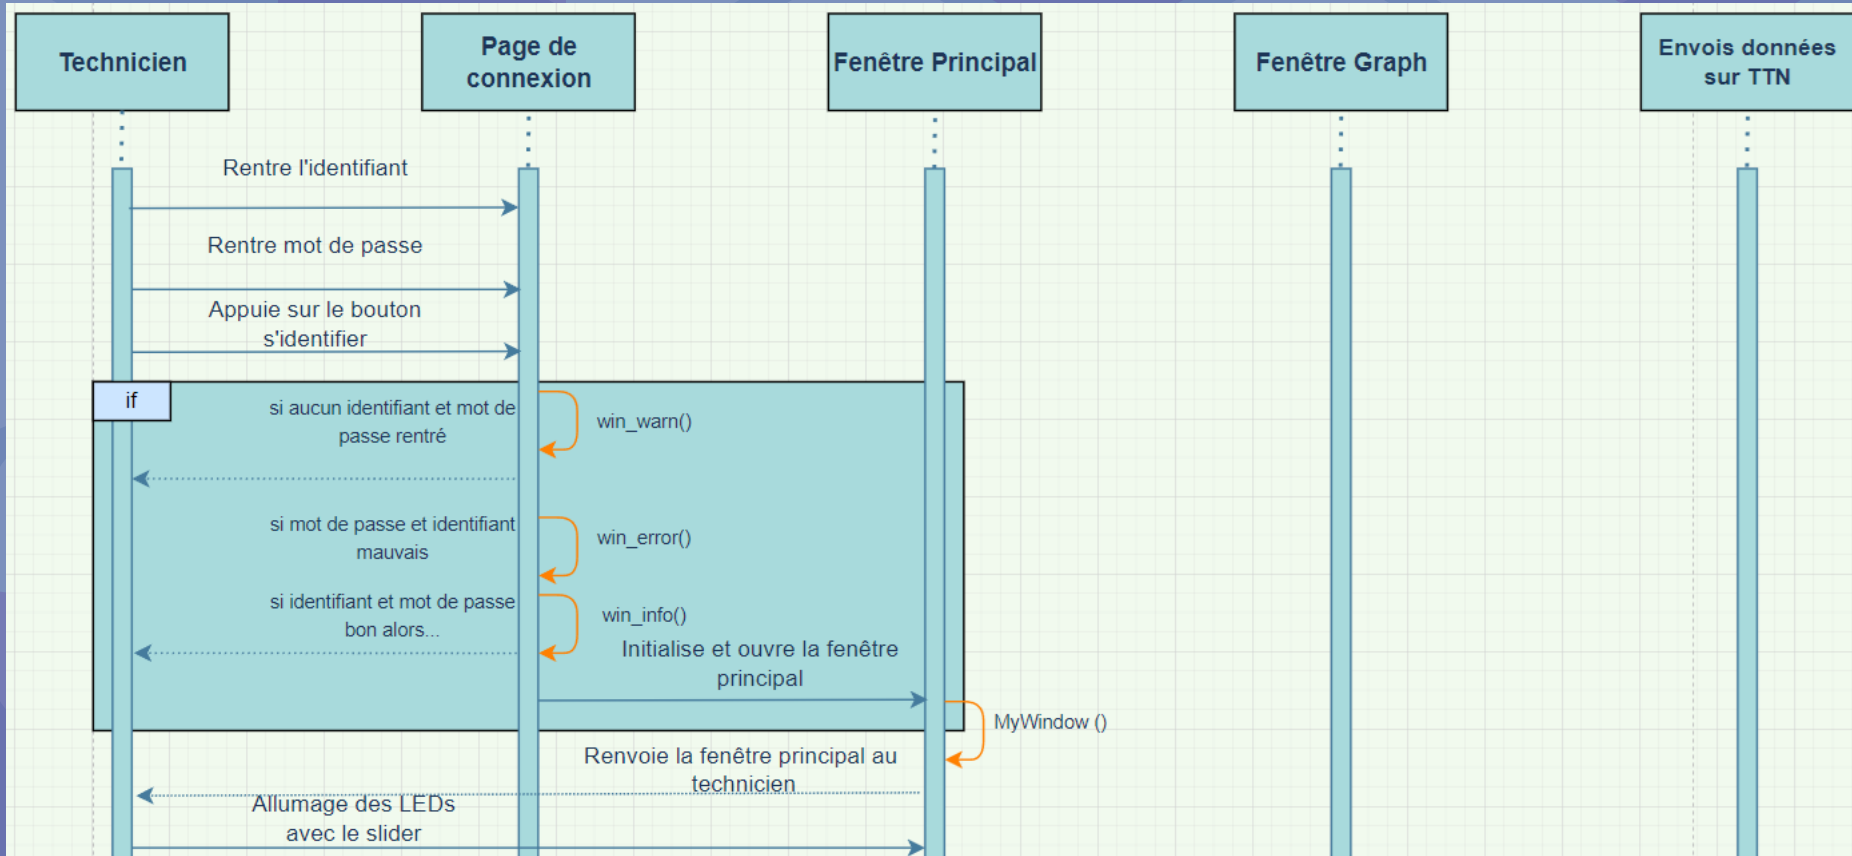 Technicien
Page de
connexion
Fenêtre Principal
Fenêtre Graph
Envois données
sur TTN
Rentre l'identifiant
Rentre mot de passe
Appuie sur le bouton
s'identifier
if
si aucun identifiant et mot de
passe rentré
win_warn()
si mot de passe et identifiant
mauvais
win_error()
si identifiant et mot de passe
bon alors...
win_info()
Initialise et ouvre la fenêtre
principal
MyWindow ()
Renvoie la fenêtre principal au
technicien
Allumage des LEDs
avec le slider